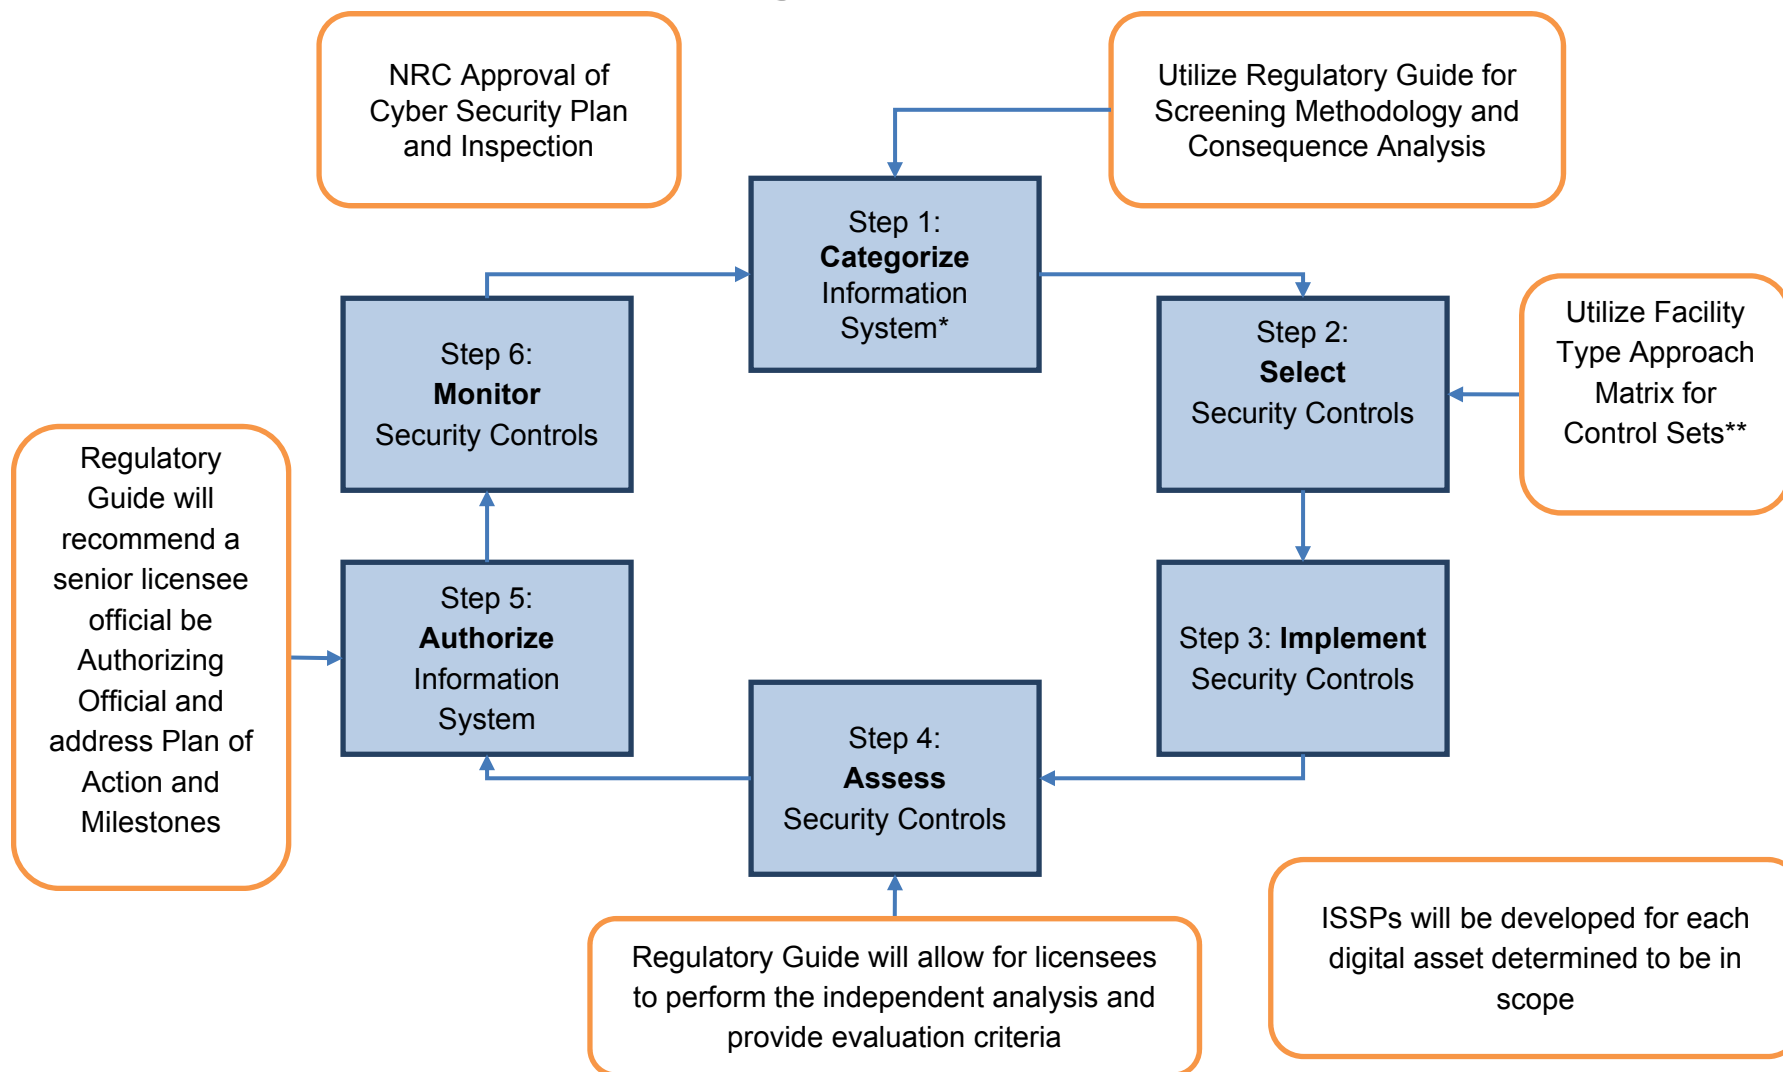 NRC Approval of
Cyber Security Plan
and Inspection
Utilize Regulatory Guide for
Screening Methodology and
Consequence Analysis
Step 1:
Categorize
Information
System*
Step 2:
Select
Security Controls
Utilize Facility
Type Approach
Matrix for
Control Sets**
Step 6:
Monitor
Security Controls
Regulatory
Guide will
recommend a
senior licensee
official be
Authorizing
Official and
address Plan of
Action and
Milestones
Step 5:
Authorize
Information
System
Step 3: Implement
Security Controls
Step 4:
Assess
Security Controls
Regulatory Guide will allow for licensees
to perform the independent analysis and
provide evaluation criteria
ISSPs will be developed for each
digital asset determined to be in
scope